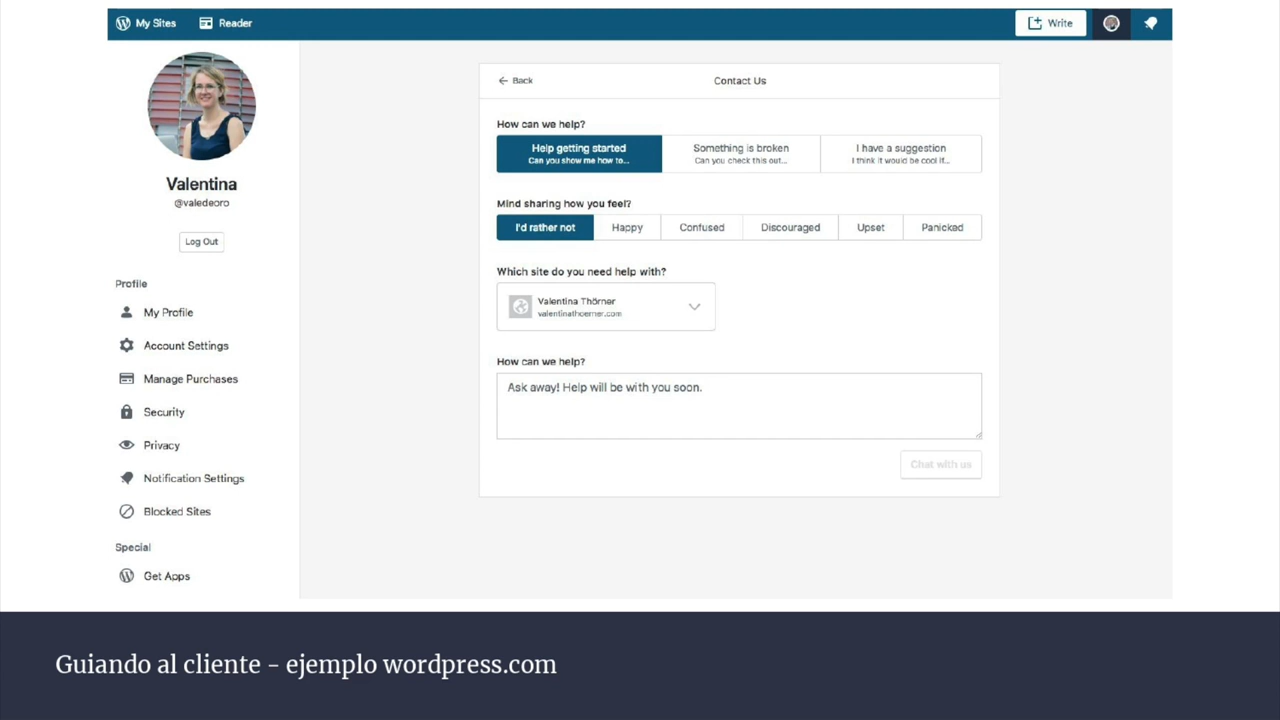 My Sites
Reader
Write
Valentina
@valedeoro
Log Out
Profile
My Profile
Account Settings
Manage Purchases
Security
Privacy
Notification Settings
Blocked Sites
Special
Get Apps
Back
Contact Us
How can we help?
Help getting started
Can you show me how to...
Something is broken
Can you check this out...
I have a suggestion
I think it would be cool if...
Mind sharing how you feel?
I'd rather not
Happy
Confused
Discouraged
Upset
Panicked
Which site do you need help with?
Valentina Thörner
valentinathoerner.com
How can we help?
Ask away! Help will be with you soon.
Chat with us
Guiando al cliente - ejemplo wordpress.com